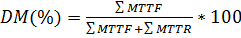 DM(%) = ∑ MTTF / (∑ MTTF + ∑ MTTR) * 100